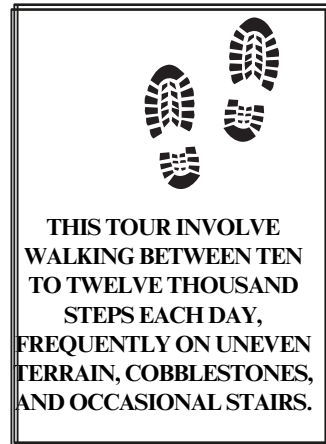 THIS TOUR INVOLVE
WALKING BETWEEN TEN
TO TWELVE THOUSAND
STEPS EACH DAY,
FREQUENTLY ON UNEVEN
TERRAIN, COBBLESTONES,
AND OCCASIONAL STAIRS.